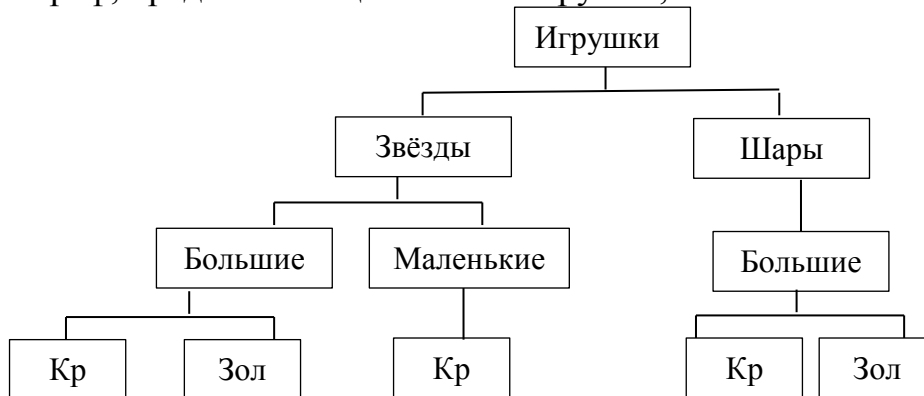 Игрушки
Звёзды Шары
Большие Маленькие Большие
Кр Зол Кр Кр Зол